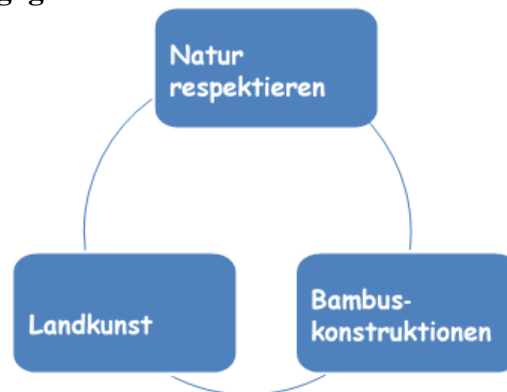 Natur
respektieren
Landkunst
Bambus-
konstruktionen